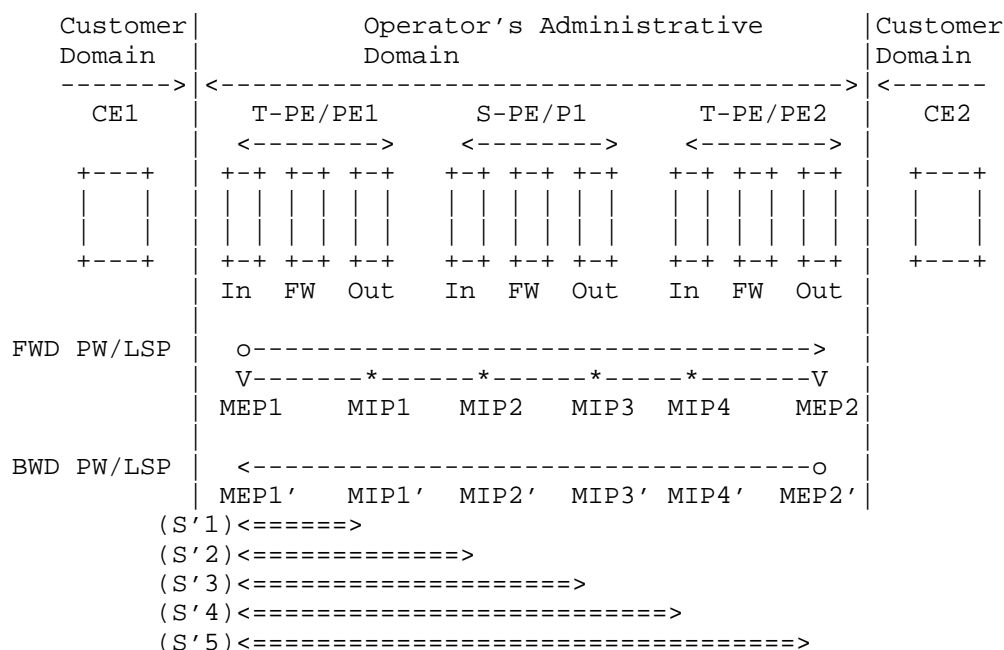 Customer|            Operator's Administrative       |Customer
Domain  |            Domain                          |Domain
------->|<------------------------------------------>|<------
CE1    |   T-PE/PE1      S-PE/P1       T-PE/PE2     |   CE2
|  <-------->    <-------->    <-------->    |
+---+   | +-+ +-+ +-+   +-+ +-+ +-+   +-+ +-+ +-+  |  +---+
|   |   | | | | | | |   | | | | | |   | | | | | |  |  |   |
|   |   | | | | | | |   | | | | | |   | | | | | |  |  |   |
+---+   | +-+ +-+ +-+   +-+ +-+ +-+   +-+ +-+ +-+  |  +---+
| In  FW  Out   In  FW  Out   In  FW  Out  |
|                                          |
FWD PW/LSP | o----------------------------------> |
| V-------*------*------*-----*-------V |
| MEP1    MIP1   MIP2   MIP3  MIP4    MEP2|
|                                          |
BWD PW/LSP | <-----------------------------------o |
| MEP1'   MIP1'  MIP2'  MIP3' MIP4'  MEP2'|
(S'1)<======>
(S'2)<=============>
(S'3)<====================>
(S'4)<==========================>
(S'5)<==================================>